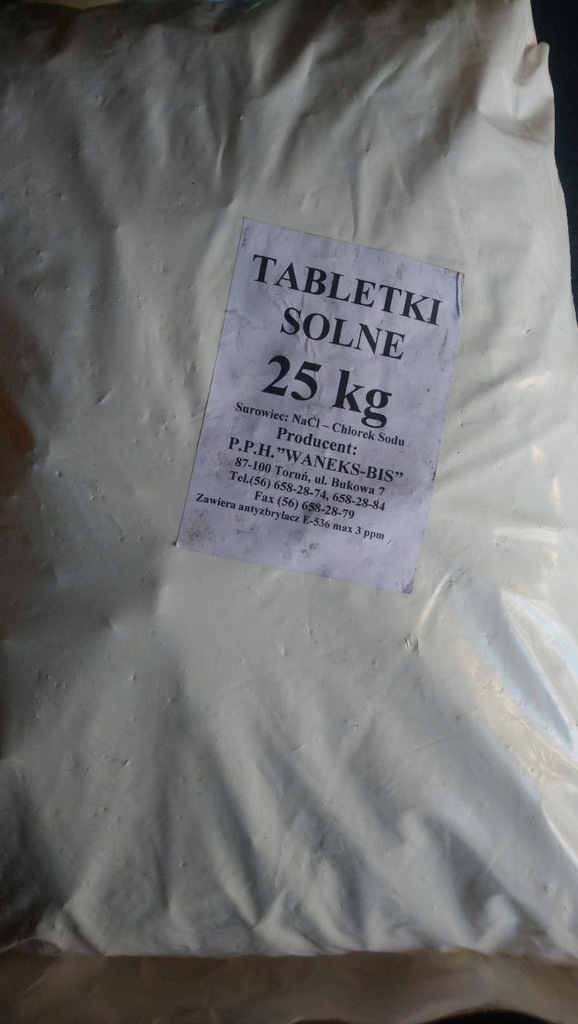 TABLETKI
SOLNE
25 kg
Surowiec: NaCl – Chlorek Sodu
Producent:
P.P.H.”WANEKS-BIS”
87-100 Toruń, ul. Bukowa 7
Tel.(56) 658-28-74, 658-28-84
Fax (56) 658-28-79
Zawiera antyzbrylacz E-536 max 3 ppm